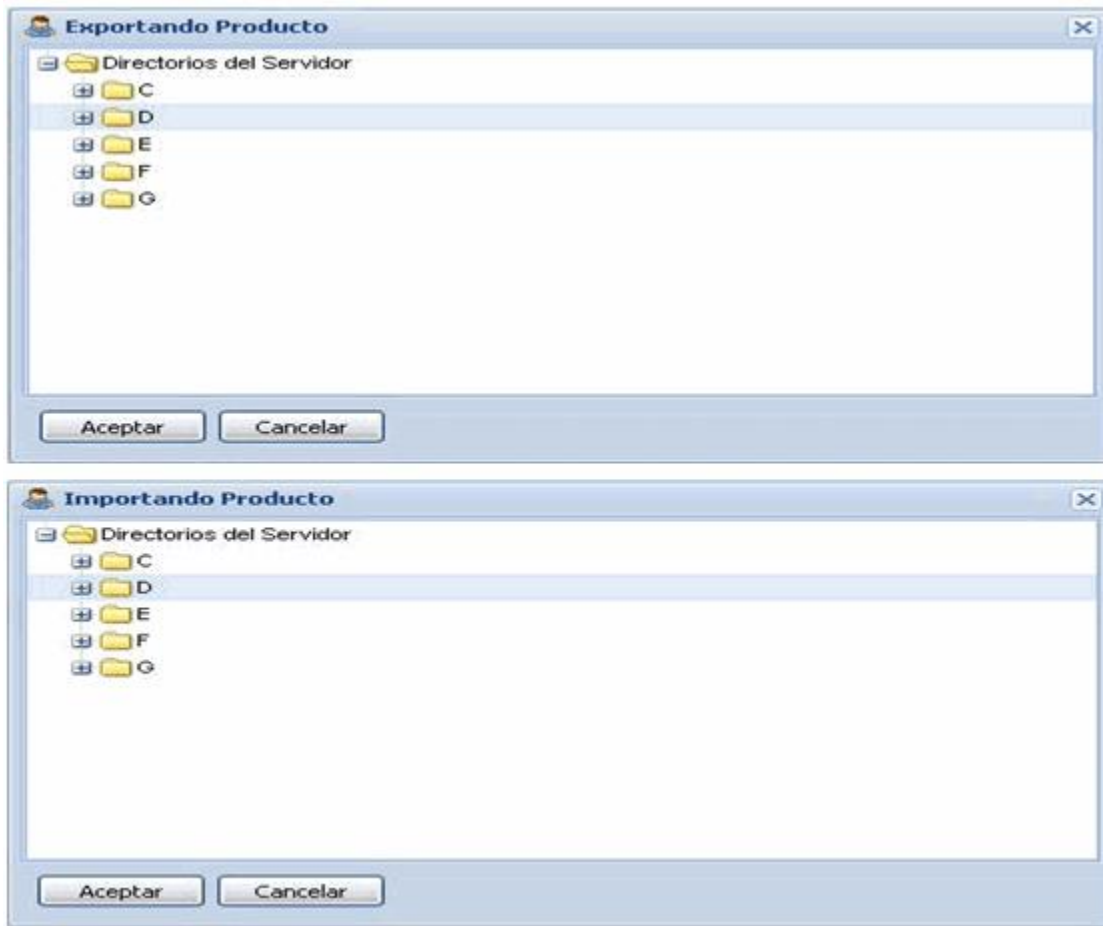 Exportando Producto
Directorios del Servidor
C
D
E
F
G
Aceptar Cancelar
Importando Producto
Directorios del Servidor
C
D
E
F
G
Aceptar Cancelar